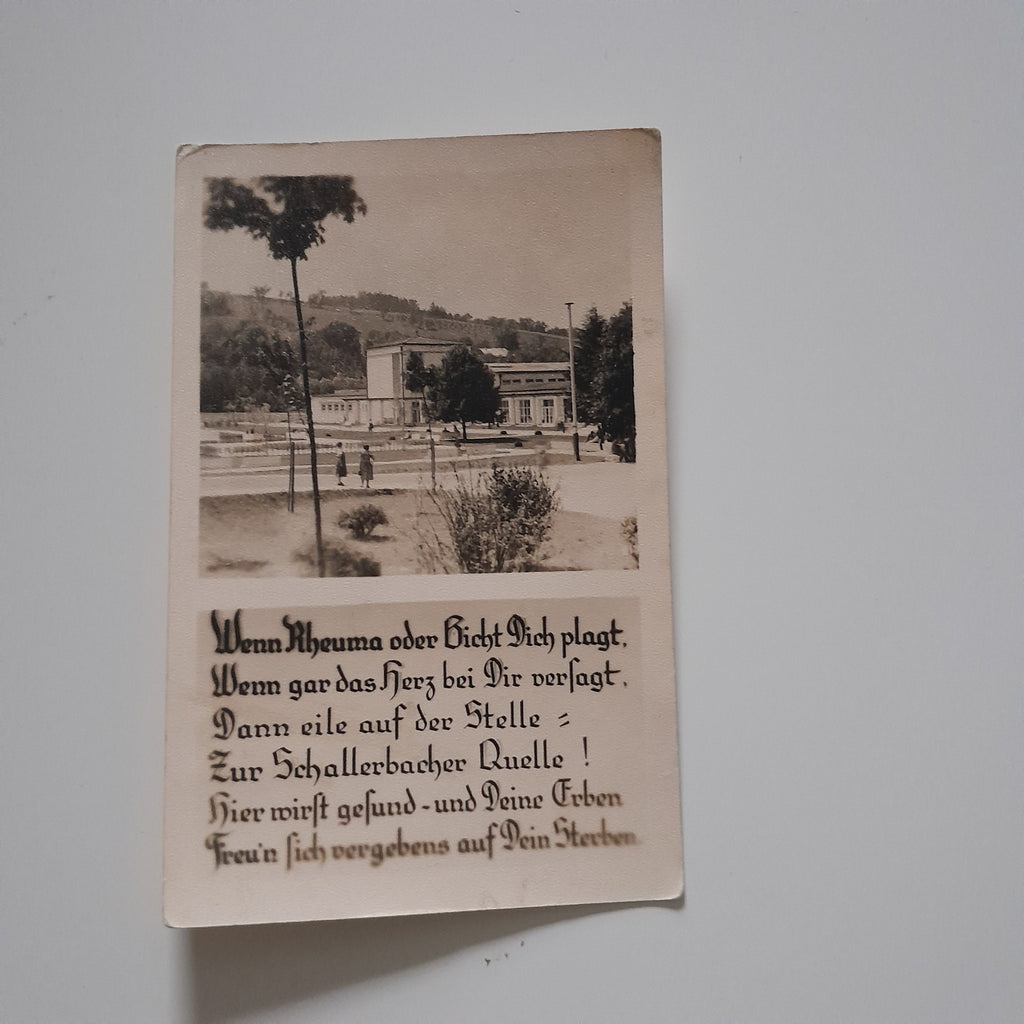 Wenn Rheuma oder Gicht Dich plagt,
Wenn gar das Herz bei Dir verſagt,
Dann eile auf der Stelle =
Zur Schallerbacher Quelle !
Hier wirſt geſund - und Deine Erben
Freu'n ſich vergebens auf Dein Sterben